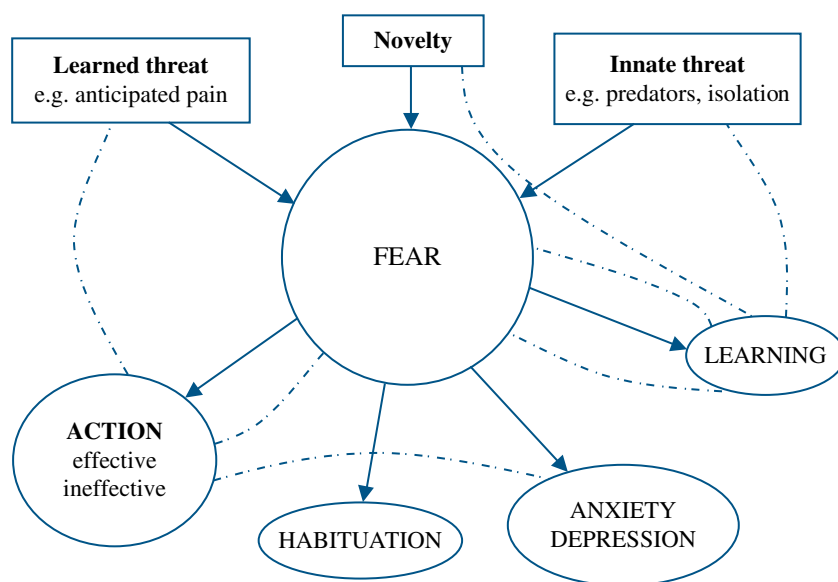 Learned threat
e.g. anticipated pain
Novelty
Innate threat
e.g. predators, isolation
FEAR
LEARNING
ACTION
effective
ineffective
HABITUATION
ANXIETY
DEPRESSION